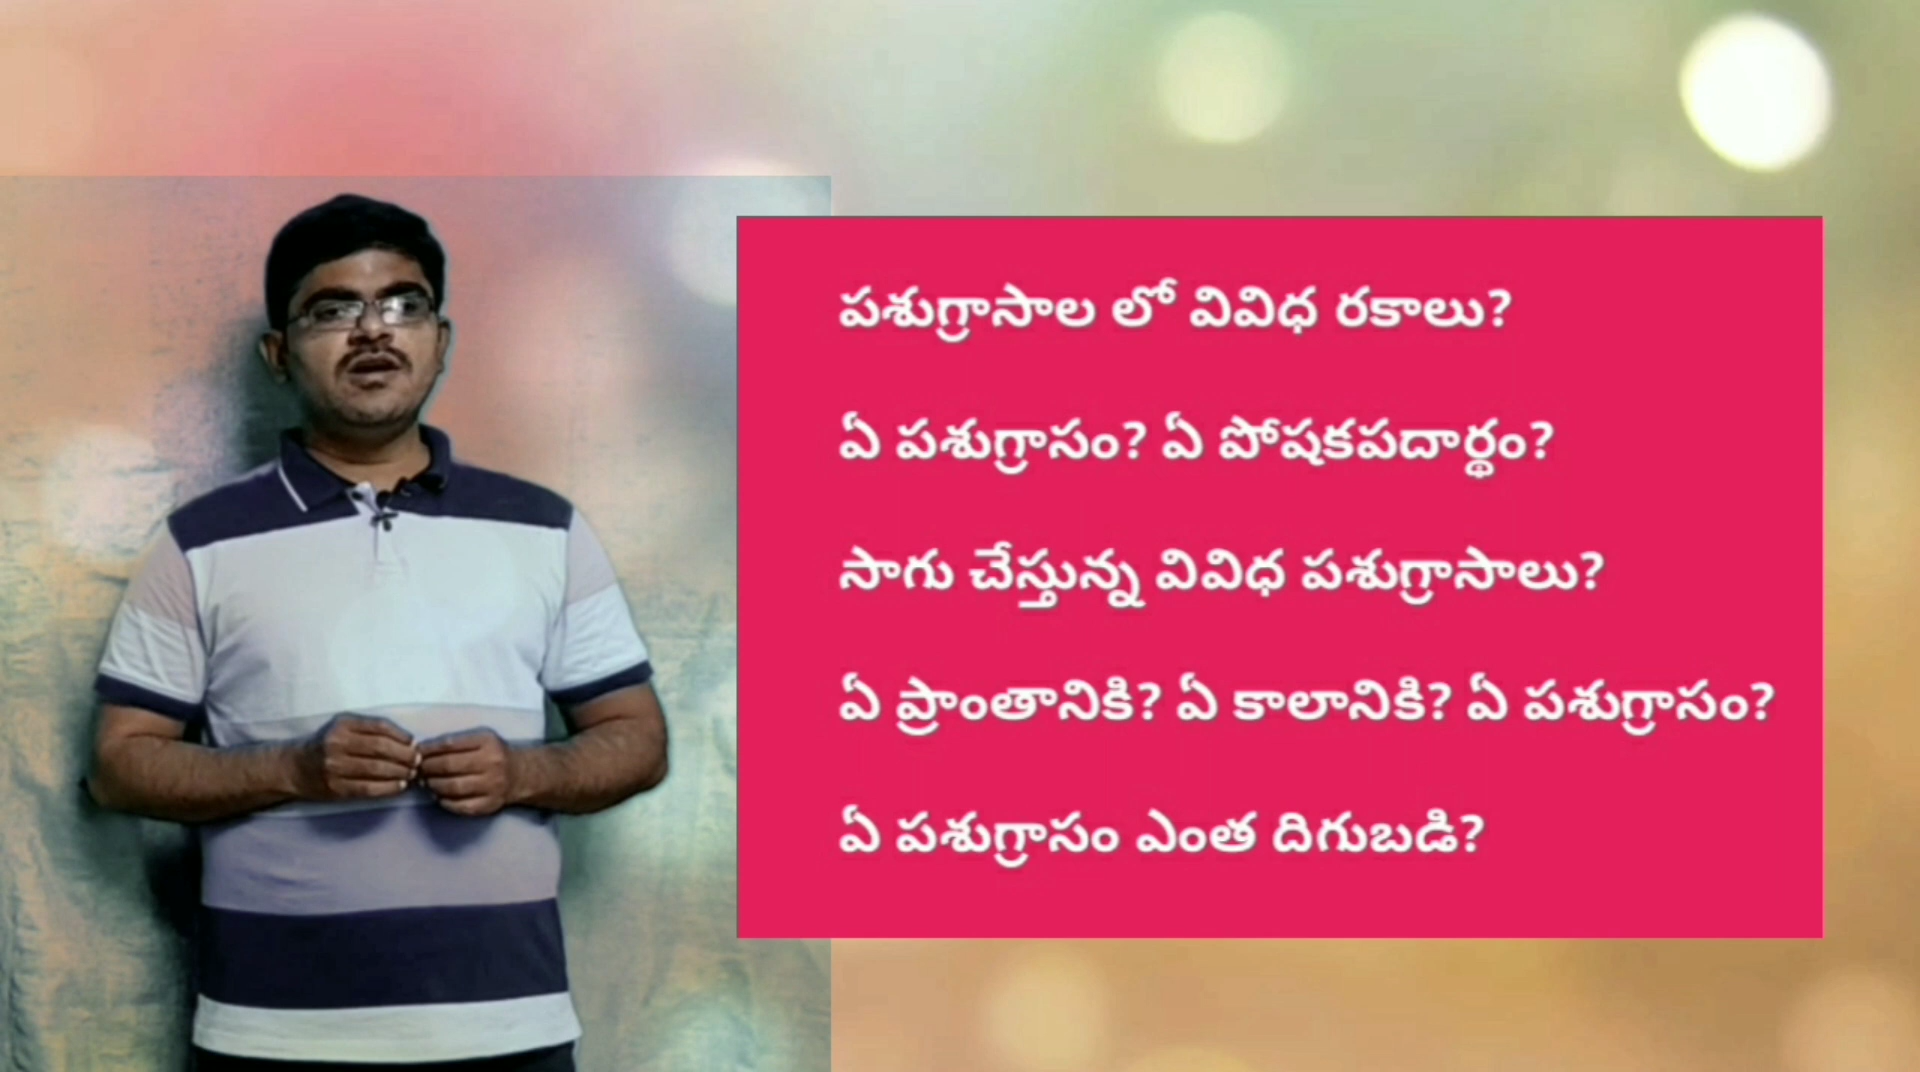 పశుగ్రాసాల లో వివిధ రకాలు?
ఏ పశుగ్రాసం? ఏ పోషకపదార్థం?
సాగు చేస్తున్న వివిధ పశుగ్రాసాలు?
ఏ ప్రాంతానికి? ఏ కాలానికి? ఏ పశుగ్రాసం?
ఏ పశుగ్రాసం ఎంత దిగుబడి?